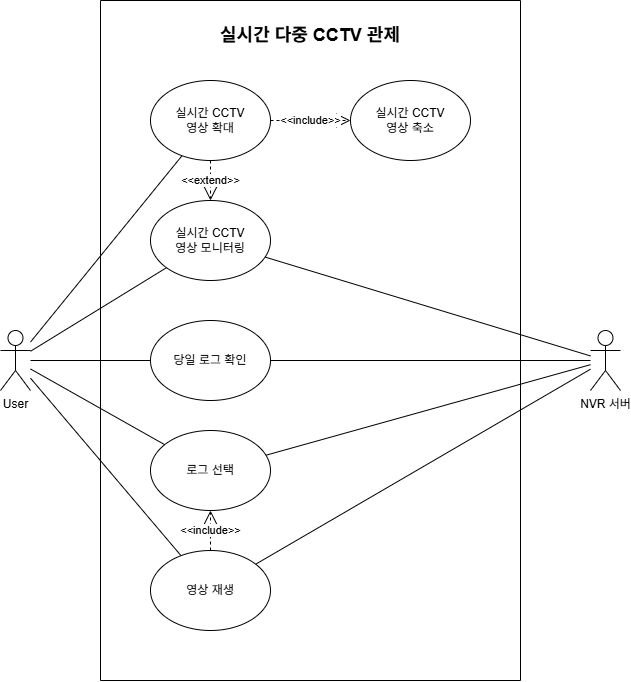 실시간 다중 CCTV 관제
실시간 CCTV
영상 확대
<<include>>
실시간 CCTV
영상 축소
<<extend>>
실시간 CCTV
영상 모니터링
당일 로그 확인
User
NVR 서버
로그 선택
<<include>>
영상 재생